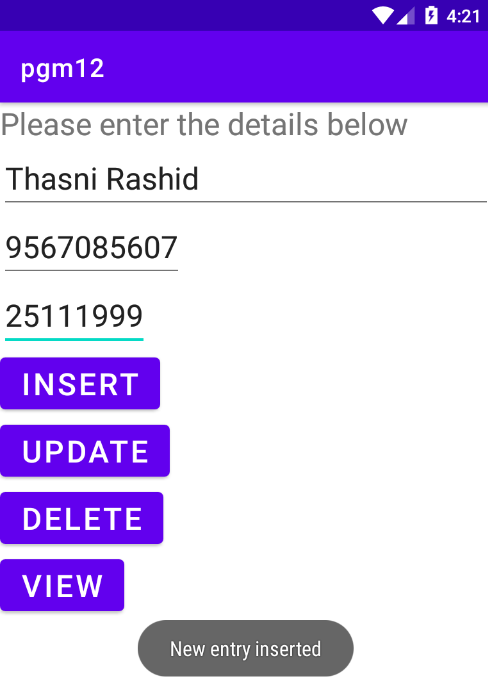 4:21
pgm12
Please enter the details below
Thasni Rashid
9567085607
25111999
INSERT
UPDATE
DELETE
VIEW
New entry inserted